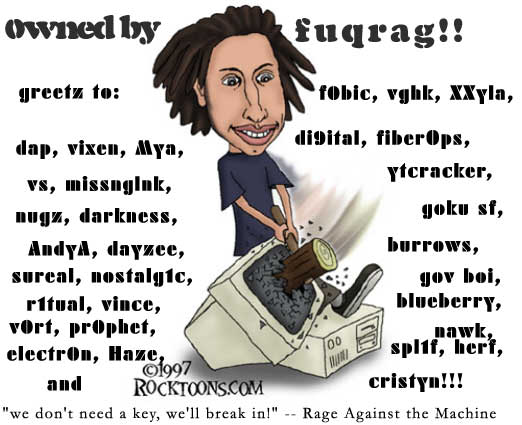 0wned by fuqrag!!
greetz to:
f0bic, vghk, XXyla,
dap, vixen, Mya,
di9ital, fiber0ps,
ytcracker,
vs, missnglnk,
nugz, darkness,
goku sf,
AndyA, dayzee,
burrows,
sureal, nostalg1c,
gov boi,
r1tual, vince,
blueberry,
v0rt, pr0phet,
nawk,
electr0n, Haze,
spl1f, herf,
and
cristyn!!!
©1997
ROCKTOONS.COM
"we don't need a key, we'll break in!" -- Rage Against the Machine